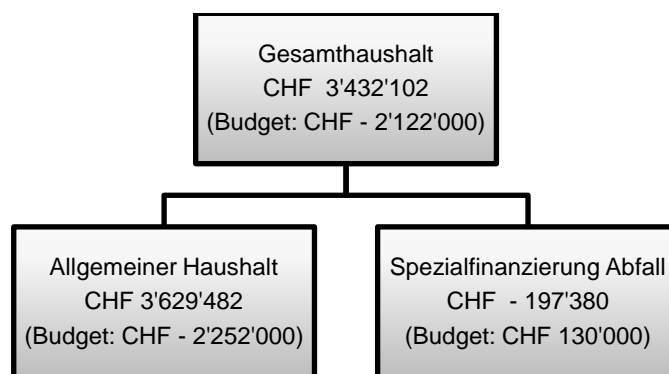 Gesamthaushalt
CHF 3'432'102
(Budget: CHF - 2'122'000)
Allgemeiner Haushalt
CHF 3'629'482
(Budget: CHF - 2'252'000)
Spezialfinanzierung Abfall
CHF - 197'380
(Budget: CHF 130'000)